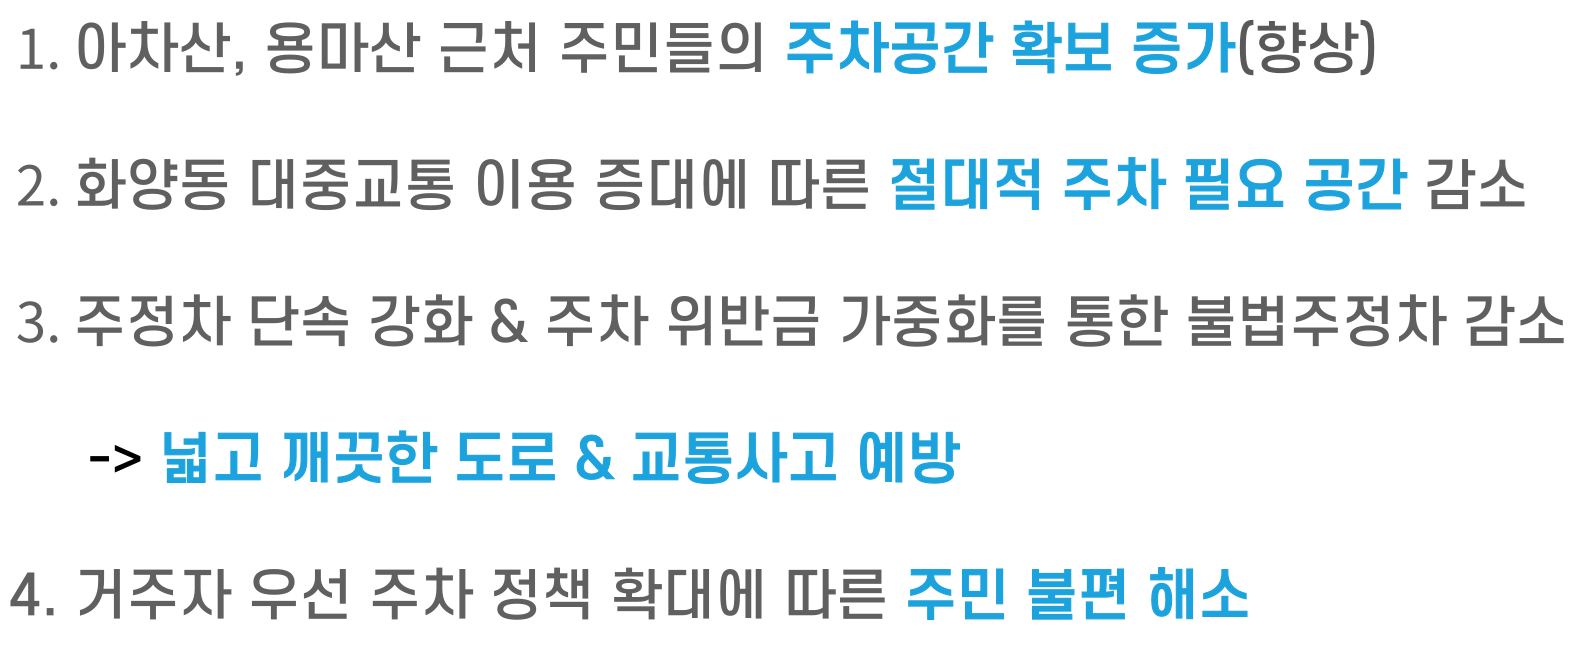 1. 아차산, 용마산 근처 주민들의 주차공간 확보 증가(향상)
2. 화양동 대중교통 이용 증대에 따른 절대적 주차 필요 공간 감소
3. 주정차 단속 강화 & 주차 위반금 가중화를 통한 불법주정차 감소
-> 넓고 깨끗한 도로 & 교통사고 예방
4. 거주자 우선 주차 정책 확대에 따른 주민 불편 해소